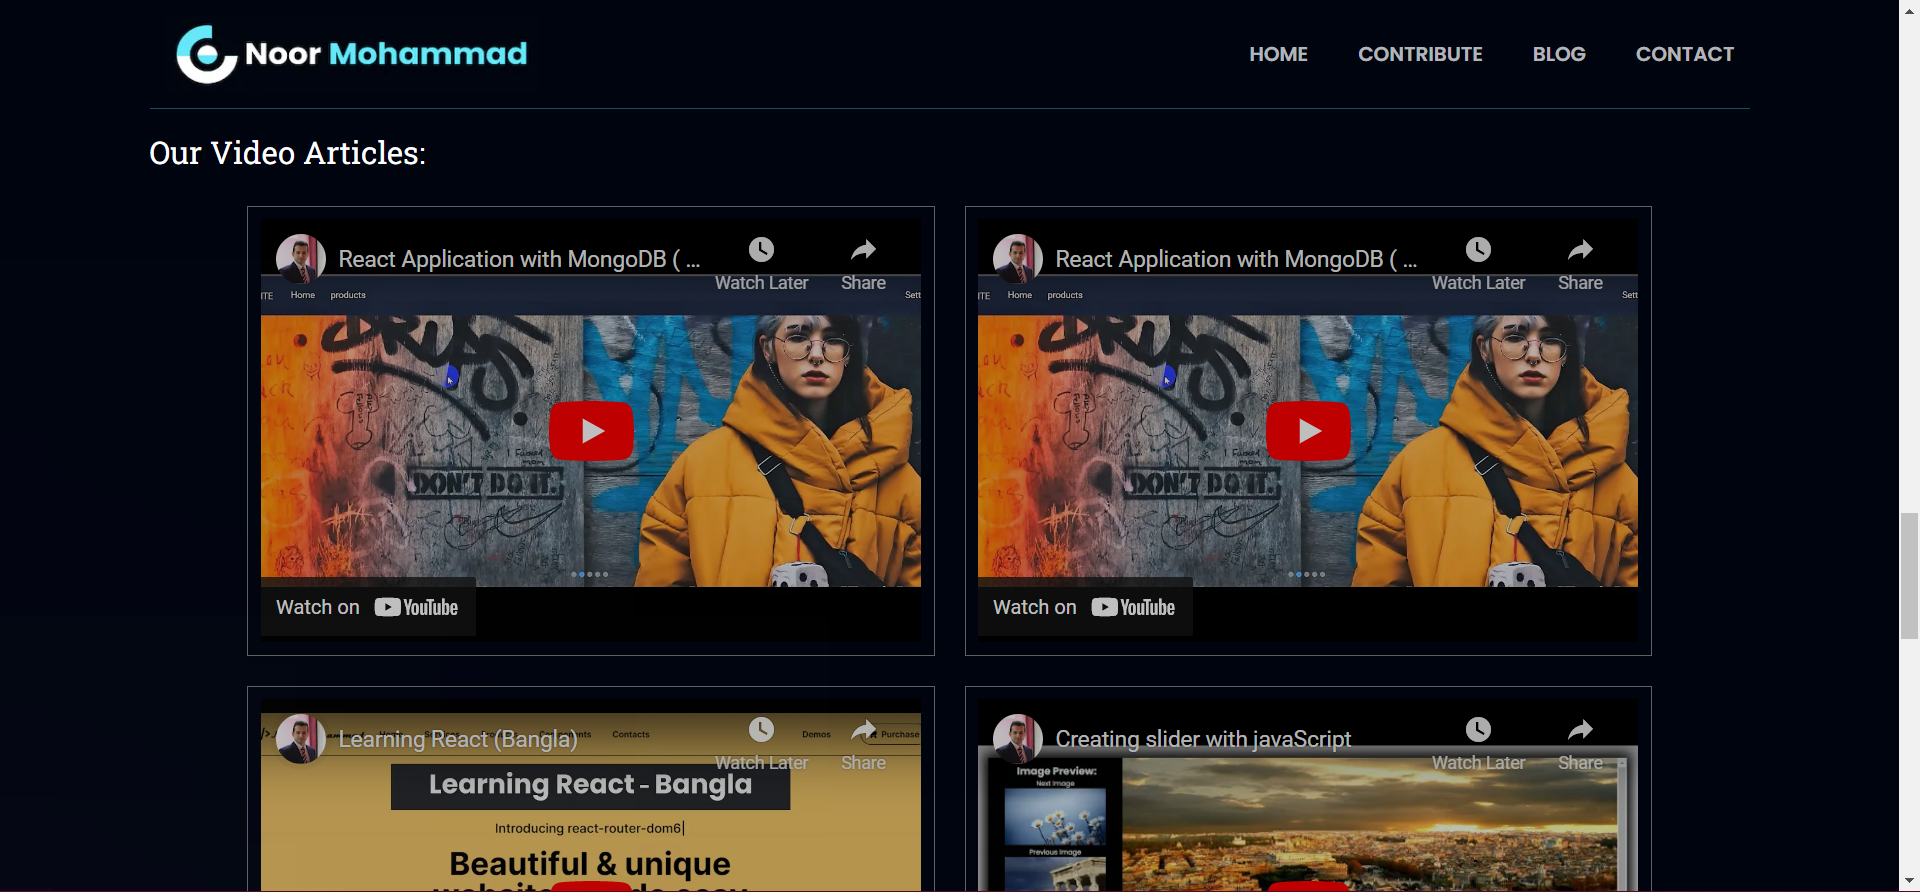 Noor Mohammad
HOME CONTRIBUTE BLOG CONTACT
Our Video Articles:
React Application with MongoDB ( ...
Watch Later
Share
ITE Home products Sett
DON'T DO IT.
Watch on YouTube
React Application with MongoDB ( ...
Watch Later
Share
ITE Home products Sett
DON'T DO IT.
Watch on YouTube
Learning React (Bangla)
Watch Later
Share
Home
Contacts
Demos
Purchase
Learning React - Bangla
Introducing react-router-dom6|
Beautiful & unique
Creating slider with javaScript
Watch Later
Share
Image Preview:
Next Image
Previous Image